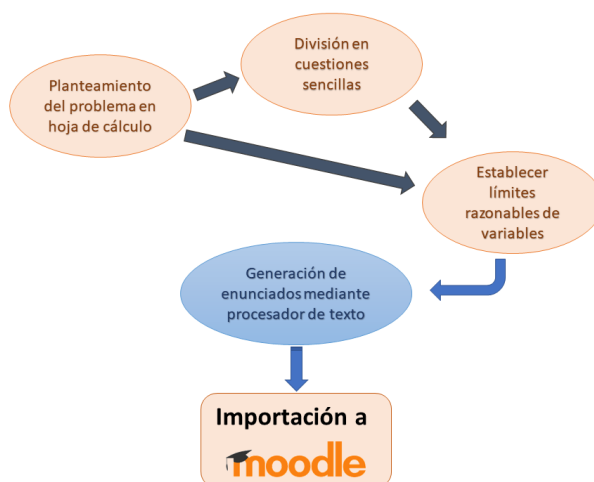 Planteamiento
del problema en
hoja de cálculo
División en
cuestiones
sencillas
Establecer
límites
razonables de
variables
Generación de
enunciados mediante
procesador de texto
Importación a
moodle